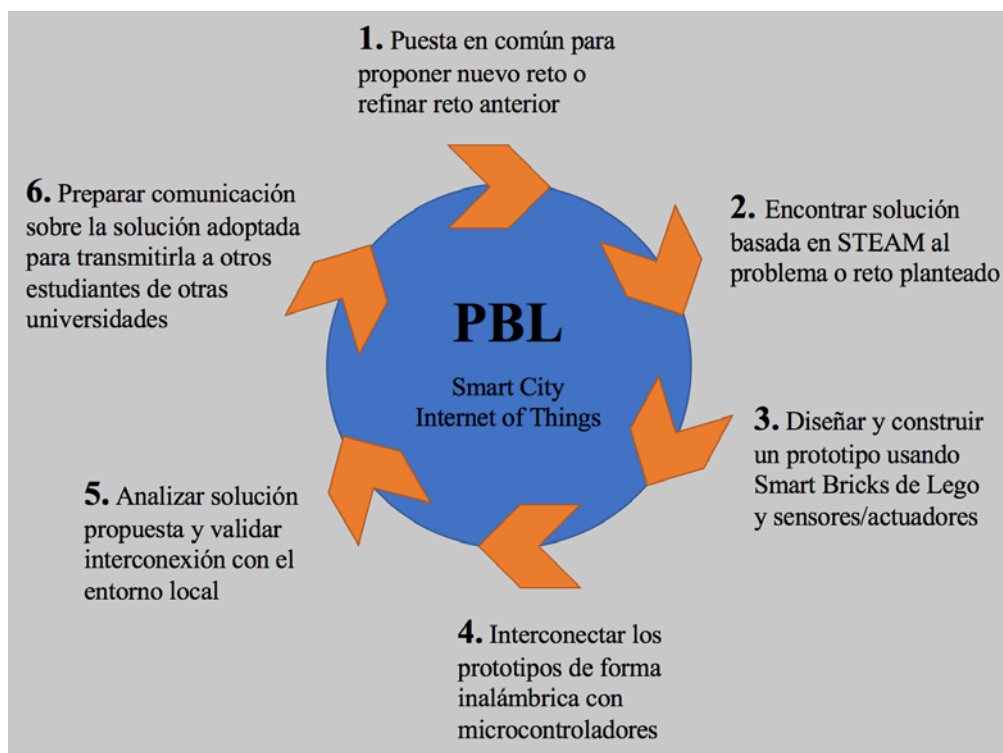 1. Puesta en común para
proponer nuevo reto o
refinar reto anterior
2. Encontrar solución
basada en STEAM al
problema o reto planteado
3. Diseñar y construir
un prototipo usando
Smart Bricks de Lego
y sensores/actuadores
4. Interconectar los
prototipos de forma
inalámbrica con
microcontroladores
5. Analizar solución
propuesta y validar
interconexión con el
entorno local
6. Preparar comunicación
sobre la solución adoptada
para transmitirla a otros
estudiantes de otras
universidades
PBL
Smart City
Internet of Things